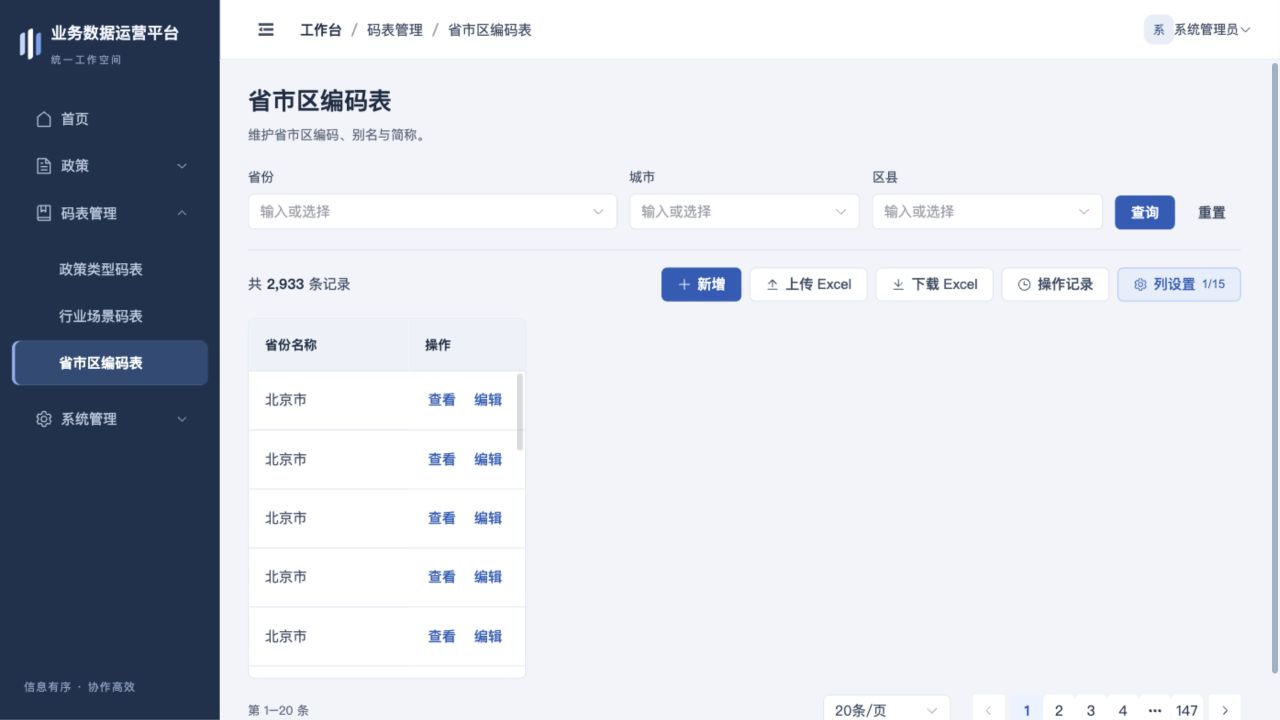 业务数据运营平台
统一工作空间
首页
政策
码表管理
政策类型码表
行业场景码表
省市区编码表
系统管理
信息有序 · 协作高效
工作台 / 码表管理 / 省市区编码表
系 系统管理员
省市区编码表
维护省市区编码、别名与简称。
省份 城市 区县
输入或选择 输入或选择 输入或选择 查询 重置
共 2,933 条记录 新增 上传 Excel 下载 Excel 操作记录 列设置 1/15
省份名称 操作
北京市 查看 编辑
北京市 查看 编辑
北京市 查看 编辑
北京市 查看 编辑
北京市 查看 编辑
第 1—20 条 20条/页 1 2 3 4 ··· 147